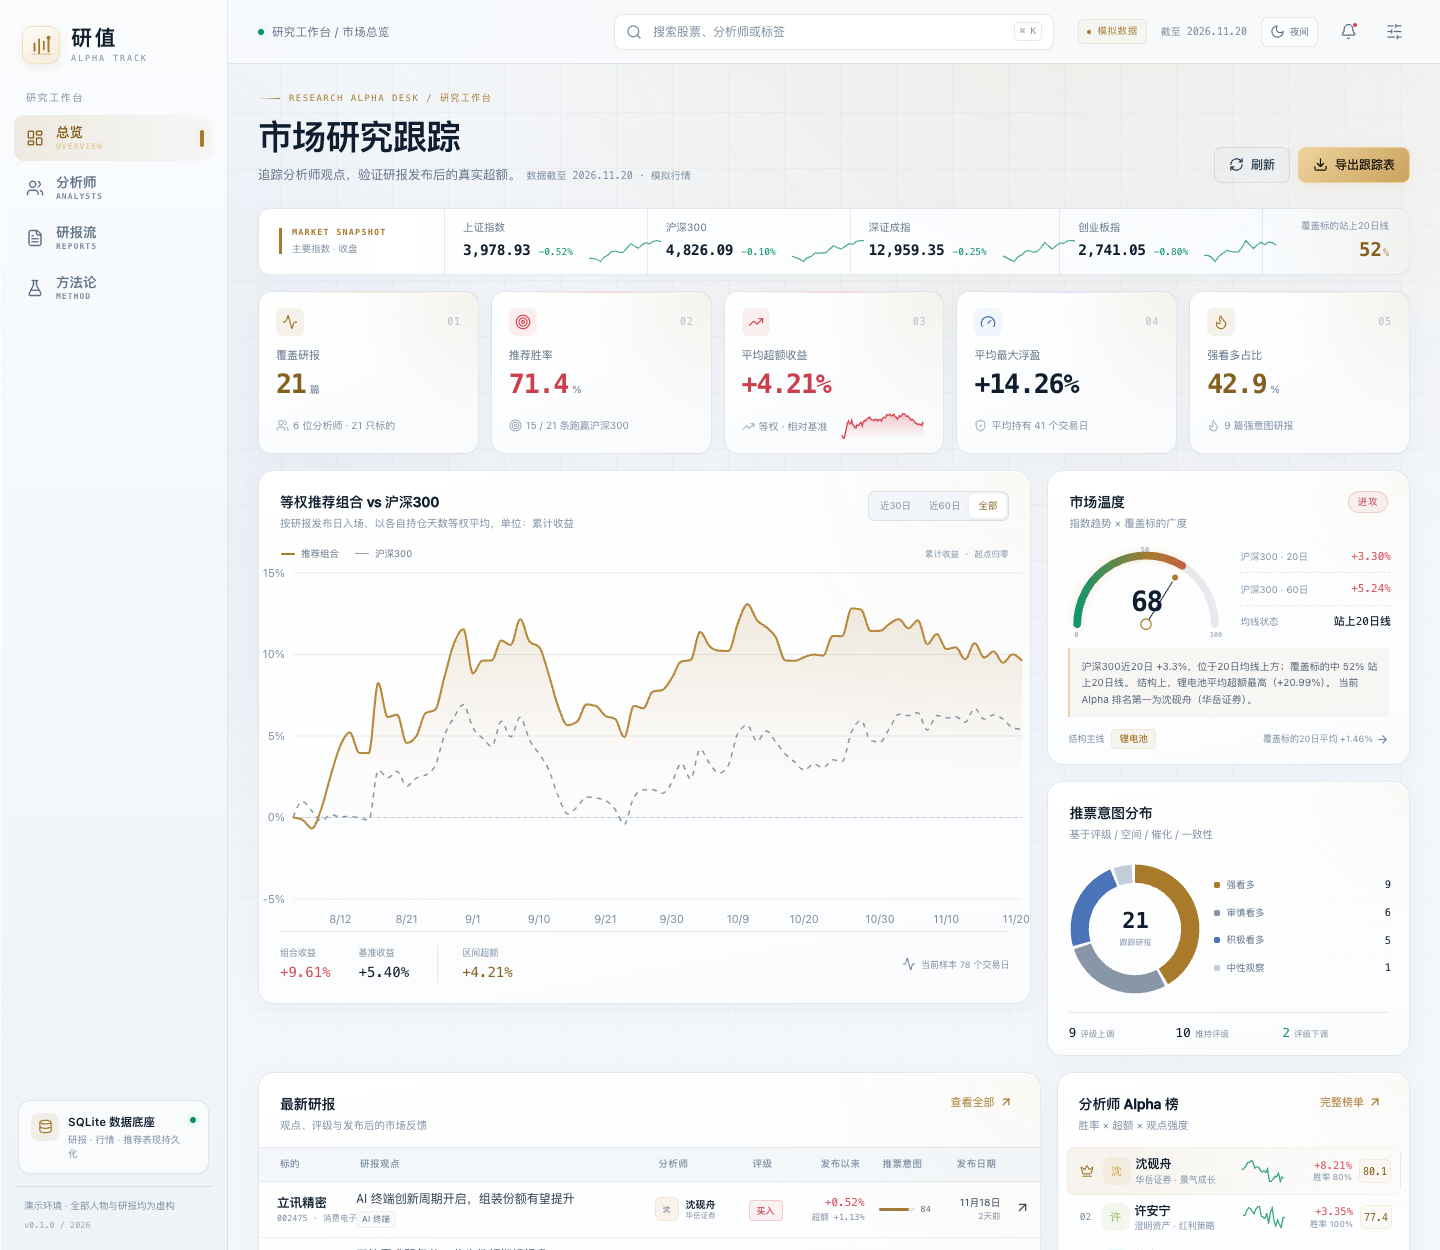 研值
ALPHA TRACK
研究工作台
总览
OVERVIEW
分析师
ANALYSTS
研报流
REPORTS
方法论
METHOD
SQLite 数据底座
研报 · 行情 · 推荐表现持久
化
演示环境 · 全部人物与研报均为虚构
v0.1.0 / 2026
研究工作台 / 市场总览
搜索股票、分析师或标签
⌘ K
模拟数据
截至 2026.11.20
夜间
RESEARCH ALPHA DESK / 研究工作台
市场研究跟踪
追踪分析师观点，验证研报发布后的真实超额。 数据截至 2026.11.20 · 模拟行情
刷新
导出跟踪表
MARKET SNAPSHOT
主要指数 · 收盘
上证指数
3,978.93 -0.52%
沪深300
4,826.09 -0.10%
深证成指
12,959.35 -0.25%
创业板指
2,741.05 -0.80%
覆盖标的站上20日线
52%
01
覆盖研报
21 篇
6 位分析师 · 21 只标的
02
推荐胜率
71.4 %
15 / 21 条跑赢沪深300
03
平均超额收益
+4.21%
等权 · 相对基准
04
平均最大浮盈
+14.26%
平均持有 41 个交易日
05
强看多占比
42.9 %
9 篇强意图研报
等权推荐组合 vs 沪深300
按研报发布日入场，以各自持仓天数等权平均，单位：累计收益
近30日
近60日
全部
推荐组合
沪深300
累计收益 · 起点归零
15%
10%
5%
0%
-5%
8/12 8/21 9/1 9/10 9/21 9/30 10/9 10/20 10/30 11/10 11/20
组合收益
+9.61%
基准收益
+5.40%
区间超额
+4.21%
当前样本 78 个交易日
市场温度
指数趋势 × 覆盖标的广度
进攻
50
68
0
100
沪深300 · 20日 +3.30%
沪深300 · 60日 +5.24%
均线状态 站上20日线
沪深300近20日 +3.3%，位于20日均线上方；覆盖标的中 52% 站
上20日线。 结构上，锂电池平均超额最高（+20.99%）。 当前
Alpha 排名第一为沈砚舟（华岳证券）。
结构主线 锂电池
覆盖标的20日平均 +1.46%
推票意图分布
基于评级 / 空间 / 催化 / 一致性
21
跟踪研报
强看多 9
审慎看多 6
积极看多 5
中性观察 1
9 评级上调
10 维持评级
2 评级下调
最新研报
观点、评级与发布后的市场反馈
查看全部
标的 研报观点 分析师 评级 发布以来 推票意图 发布日期
立讯精密
002475 · 消费电子
AI 终端创新周期开启，组装份额有望提升
AI 终端
沈
沈砚舟
华岳证券
买入
+0.52%
超额 +1.13%
84
11月18日
2天前
分析师 Alpha 榜
胜率 × 超额 × 观点强度
完整榜单
沈
沈砚舟
华岳证券 · 景气成长
+8.21%
胜率 80%
80.1
02
许
许安宁
澄明资产 · 红利策略
+3.35%
胜率 100%
77.4